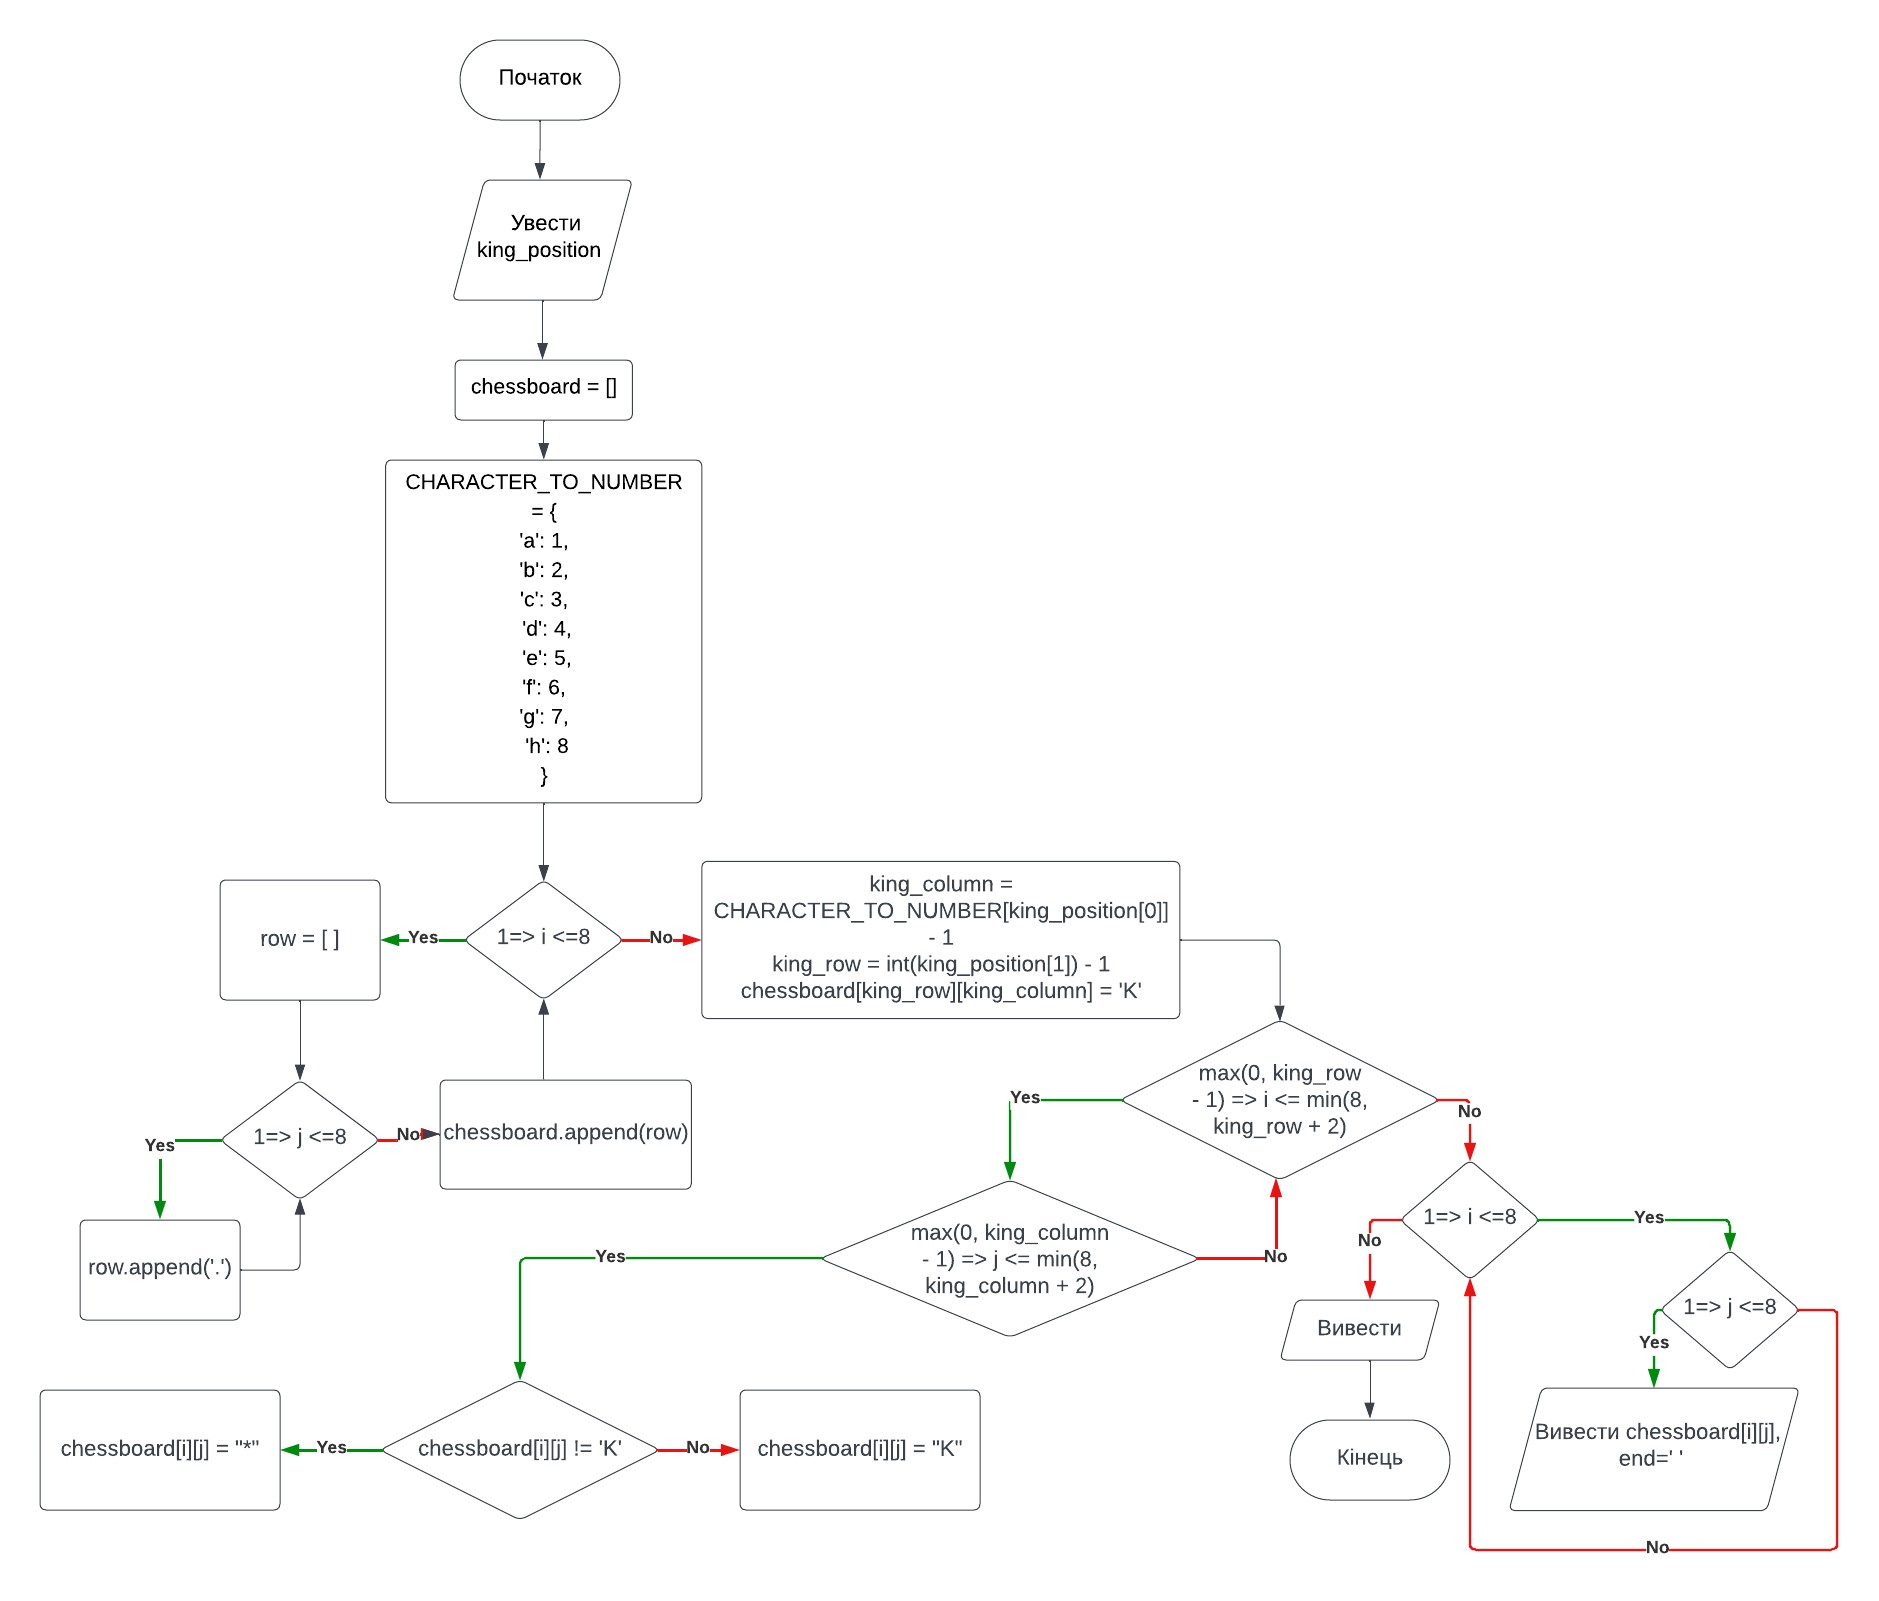 Початок
Увести
king_position
chessboard = []
CHARACTER_TO_NUMBER
= {
'a': 1,
'b': 2,
'c': 3,
'd': 4,
'e': 5,
'f': 6,
'g': 7,
'h': 8
}
row = [ ]
Yes
1=> i <=8
No
king_column =
CHARACTER_TO_NUMBER[king_position[0]]
- 1
king_row = int(king_position[1]) - 1
chessboard[king_row][king_column] = 'K'
Yes
1=> j <=8
No
chessboard.append(row)
row.append('.')
Yes
max(0, king_row
- 1) => i <= min(8,
king_row + 2)
No
Yes
max(0, king_column
- 1) => j <= min(8,
king_column + 2)
No
No
1=> i <=8
Yes
1=> j <=8
Yes
Вивести
Кінець
Вивести chessboard[i][j],
end=' '
No
chessboard[i][j] = "*"
Yes
chessboard[i][j] != 'K'
No
chessboard[i][j] = "K"